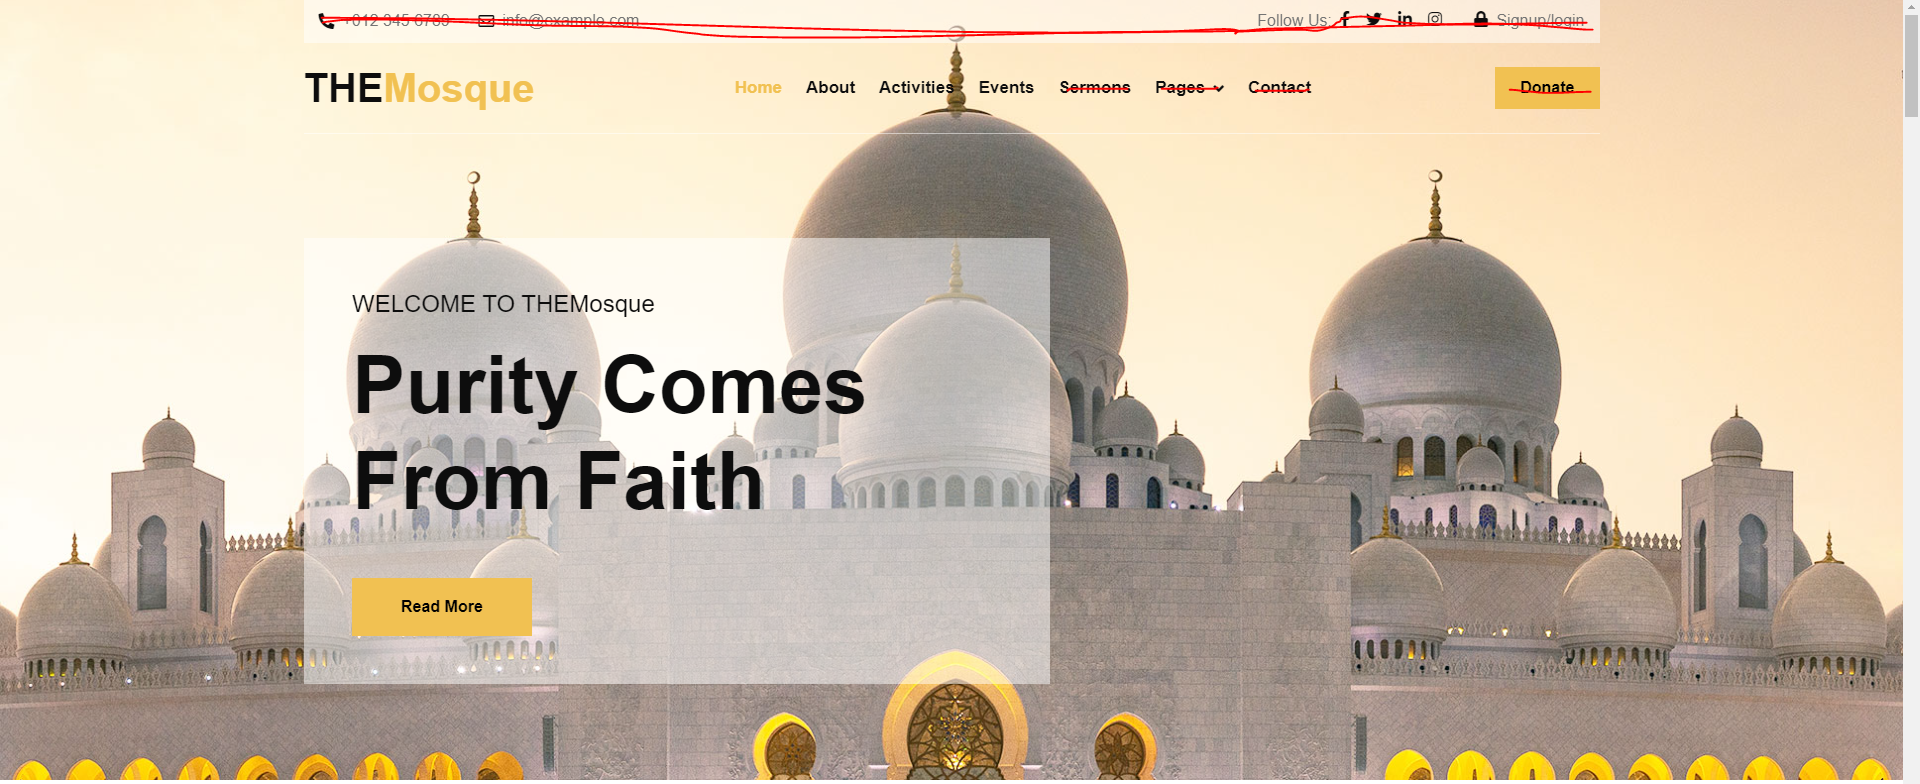 +012 345 6789 info@example.com Follow Us: Signup/login
THEMosque Home About Activities Events Sermons Pages Contact Donate
WELCOME TO THEMosque
Purity Comes
From Faith
Read More